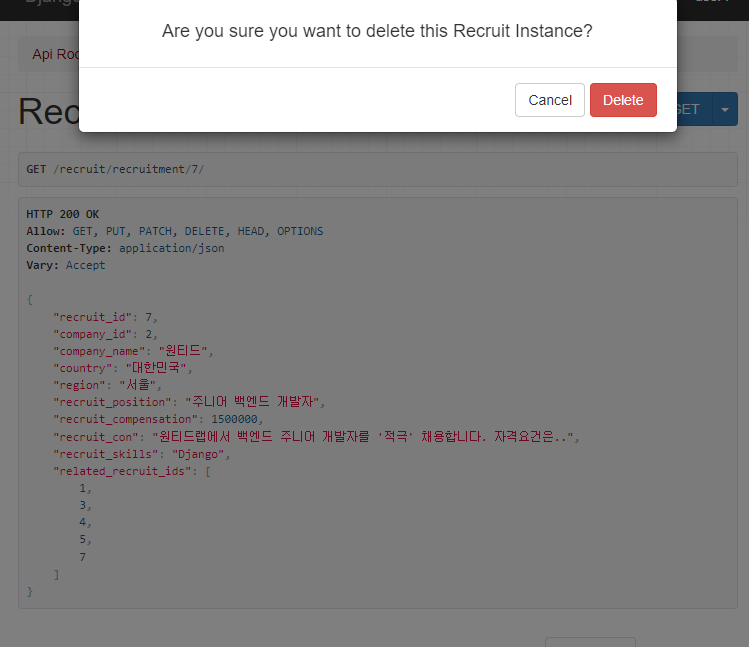 Are you sure you want to delete this Recruit Instance?
Cancel
Delete
Api
Rec
GET
GET /recruit/recruitment/7/
HTTP 200 OK
Allow: GET, PUT, PATCH, DELETE, HEAD, OPTIONS
Content-Type: application/json
Vary: Accept
{
"recruit_id": 7,
"company_id": 2,
"company_name": "원티드",
"country": "대한민국",
"region": "서울",
"recruit_position": "주니어 백엔드 개발자",
"recruit_compensation": 1500000,
"recruit_con": "원티드랩에서 백엔드 주니어 개발자를 '적극' 채용합니다. 자격요건은..",
"recruit_skills": "Django",
"related_recruit_ids": [
1,
3,
4,
5,
7
]
}